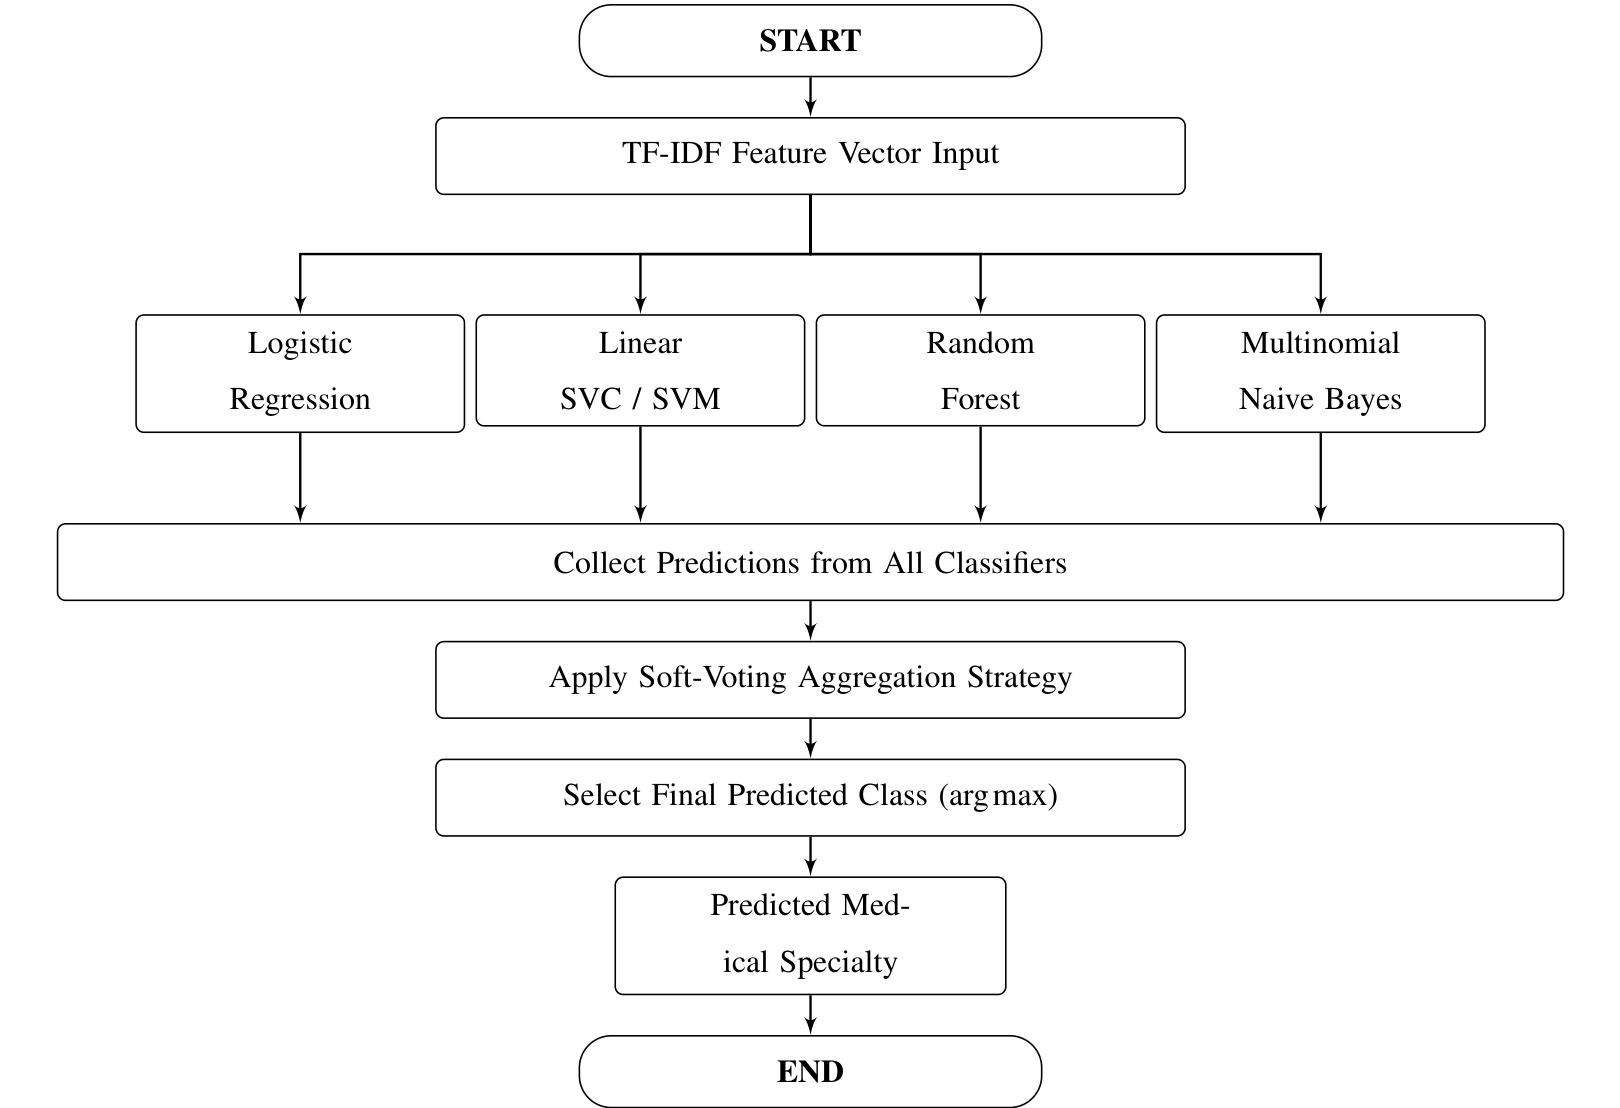 START
TF-IDF Feature Vector Input
Logistic
Regression
Linear
SVC / SVM
Random
Forest
Multinomial
Naive Bayes
Collect Predictions from All Classifiers
Apply Soft-Voting Aggregation Strategy
Select Final Predicted Class (arg max)
Predicted Med-
ical Specialty
END